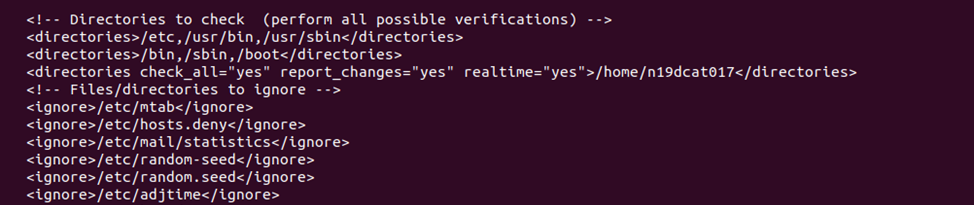 <!-- Directories to check  (perform all possible verifications) -->
<directories>/etc,/usr/bin,/usr/sbin</directories>
<directories>/bin,/sbin,/boot</directories>
<directories check_all="yes" report_changes="yes" realtime="yes">/home/n19dcat017</directories>
<!-- Files/directories to ignore -->
<ignore>/etc/mtab</ignore>
<ignore>/etc/hosts.deny</ignore>
<ignore>/etc/mail/statistics</ignore>
<ignore>/etc/random-seed</ignore>
<ignore>/etc/random.seed</ignore>
<ignore>/etc/adjtime</ignore>